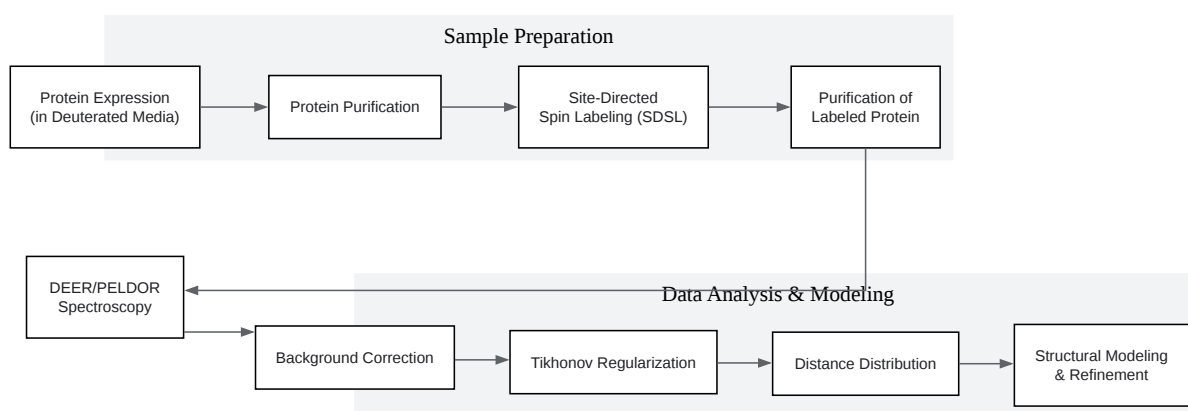 Sample Preparation
Protein Expression
(in Deuterated Media)
Protein Purification
Site-Directed
Spin Labeling (SDSL)
Purification of
Labeled Protein
DEER/PELDOR
Spectroscopy
Data Analysis & Modeling
Background Correction
Tikhonov Regularization
Distance Distribution
Structural Modeling
& Refinement